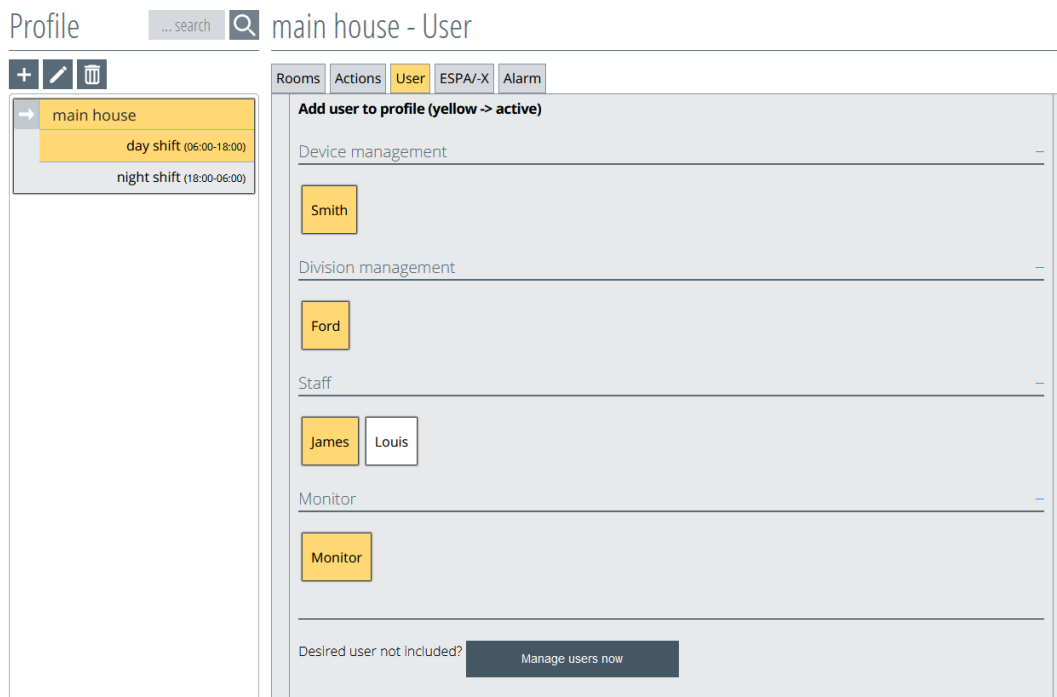 Profile
... search
main house - User
main house
day shift (06:00-18:00)
night shift (18:00-06:00)
Rooms Actions User ESPA/-X Alarm
Add user to profile (yellow -> active)
Device management
Smith
Division management
Ford
Staff
James Louis
Monitor
Monitor
Desired user not included? Manage users now